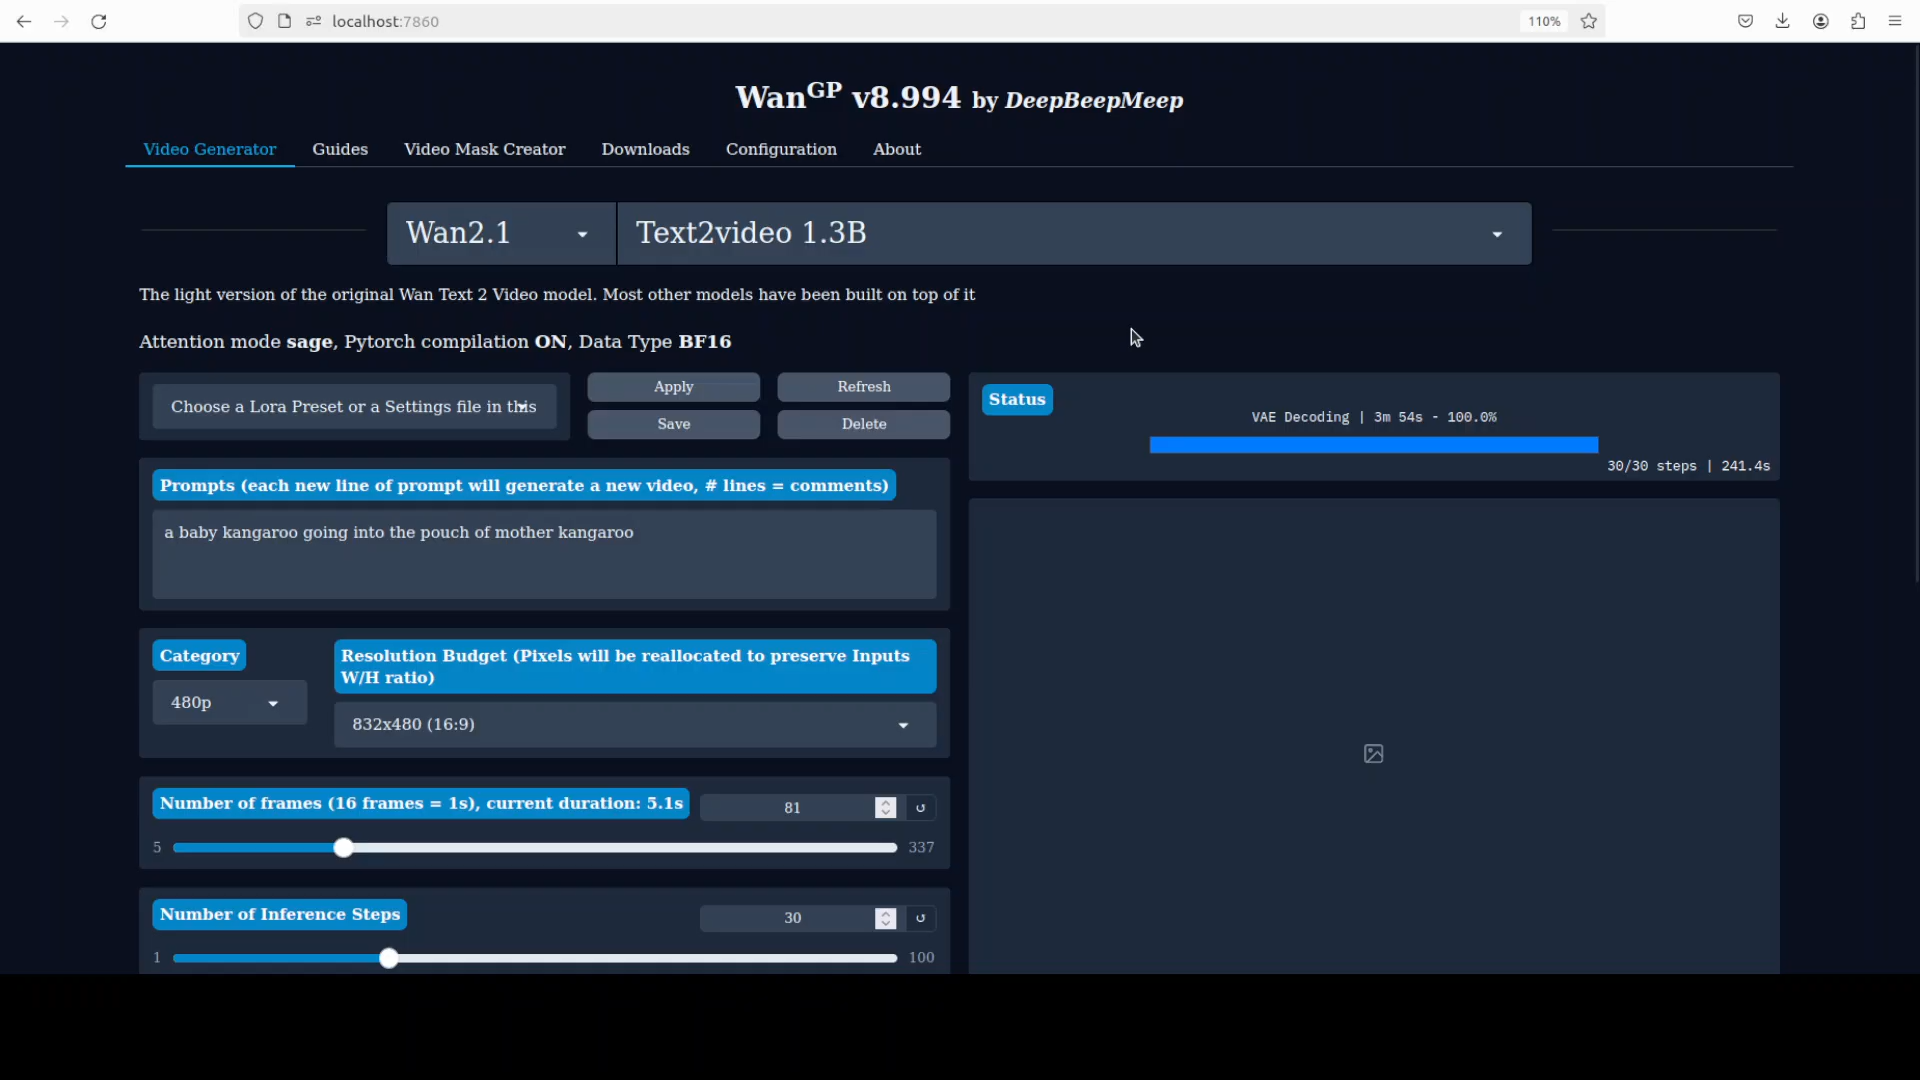 localhost:7860
110%
WanGP v8.994 by DeepBeepMeep
Video Generator
Guides
Video Mask Creator
Downloads
Configuration
About
Wan2.1
Text2video 1.3B
The light version of the original Wan Text 2 Video model. Most other models have been built on top of it
Attention mode sage, Pytorch compilation ON, Data Type BF16
Choose a Lora Preset or a Settings file in this
Apply
Refresh
Save
Delete
Status
VAE Decoding | 3m 54s - 100.0%
30/30 steps | 241.4s
Prompts (each new line of prompt will generate a new video, # lines = comments)
a baby kangaroo going into the pouch of mother kangaroo
Category
480p
Resolution Budget (Pixels will be reallocated to preserve Inputs
W/H ratio)
832x480 (16:9)
Number of frames (16 frames = 1s), current duration: 5.1s
81
5
337
Number of Inference Steps
30
1
100